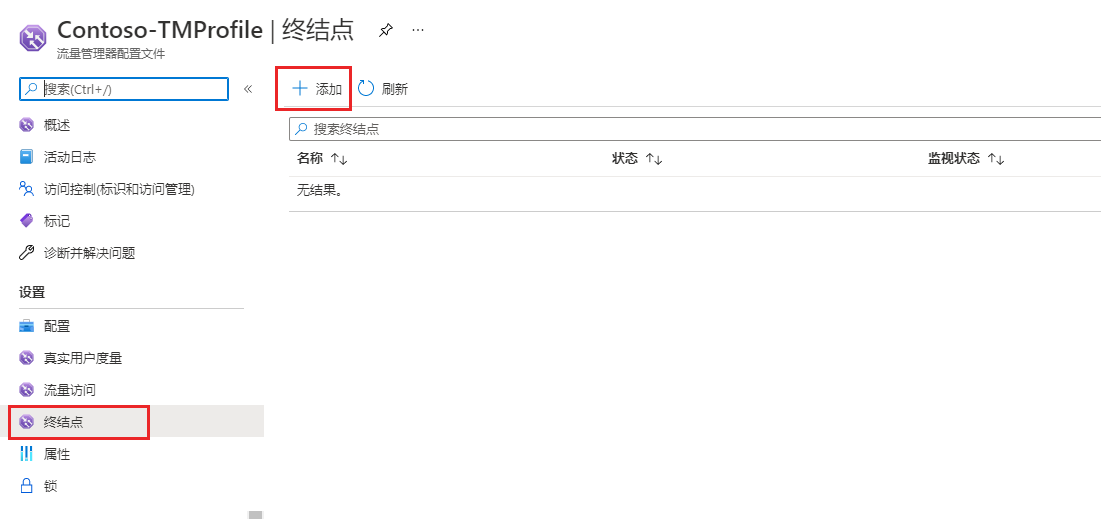 Contoso-TMProfile | 终结点
流量管理器配置文件
搜索(Ctrl+/)
概述
活动日志
访问控制(标识和访问管理)
标记
诊断并解决问题
设置
配置
真实用户度量
流量访问
终结点
属性
锁
添加 刷新
搜索终结点
名称 状态 监视状态
无结果。